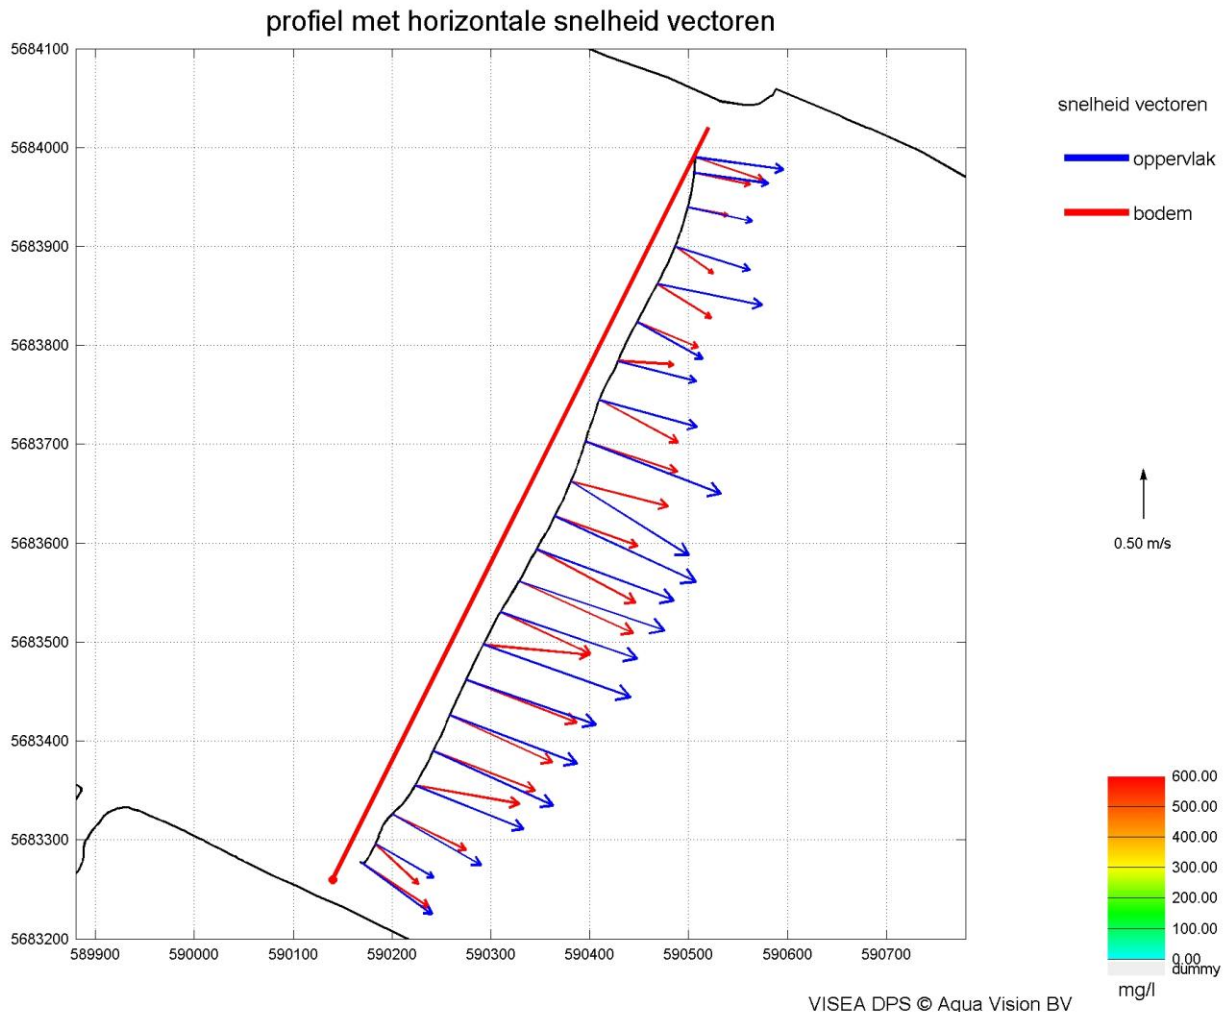 profiel met horizontale snelheid vectoren
5684100
5684000
5683900
5683800
5683700
5683600
5683500
5683400
5683300
5683200
589900 590000 590100 590200 590300 590400 590500 590600 590700
snelheid vectoren
oppervlak
bodem
0.50 m/s
600.00
500.00
400.00
300.00
200.00
100.00
0.00
dummy
mg/l
VISEA DPS © Aqua Vision BV